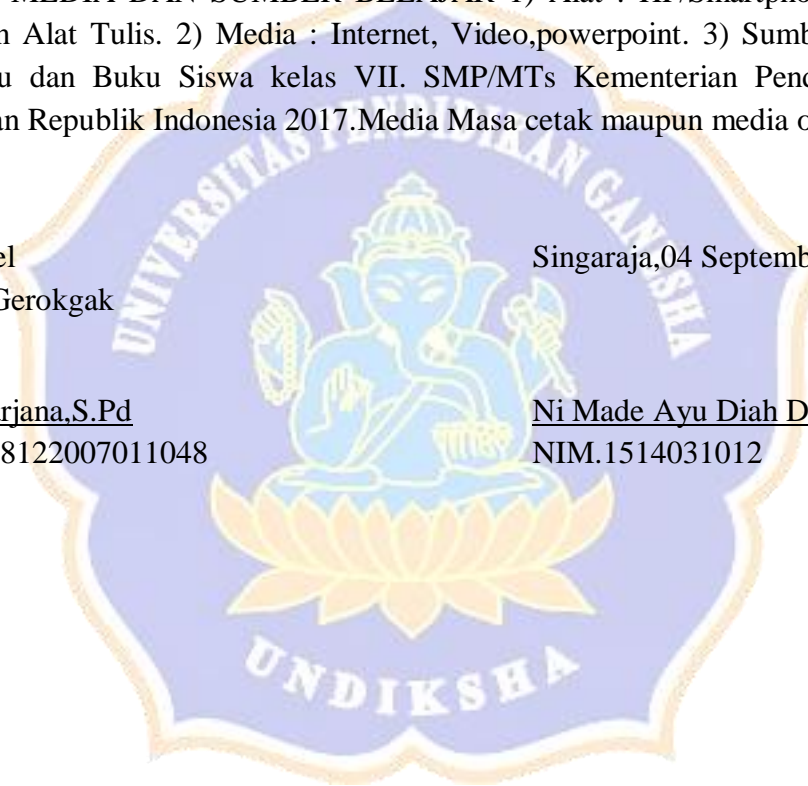 MEDIA DAN SUMBER BELAJAR 1) Alat : HP/Smartpho
Alat Tulis. 2) Media : Internet, Video,powerpoint. 3) Sumb
dan Buku Siswa kelas VII. SMP/MTs Kementerian Pend
Republik Indonesia 2017.Media Masa cetak maupun media o
Singaraja,04 Septemb
Gerokgak
rjana,S.Pd
Ni Made Ayu Diah D
8122007011048
NIM.1514031012
UNIVERSITAS PENDIDIKAN GANESHA
UNDIKSHA